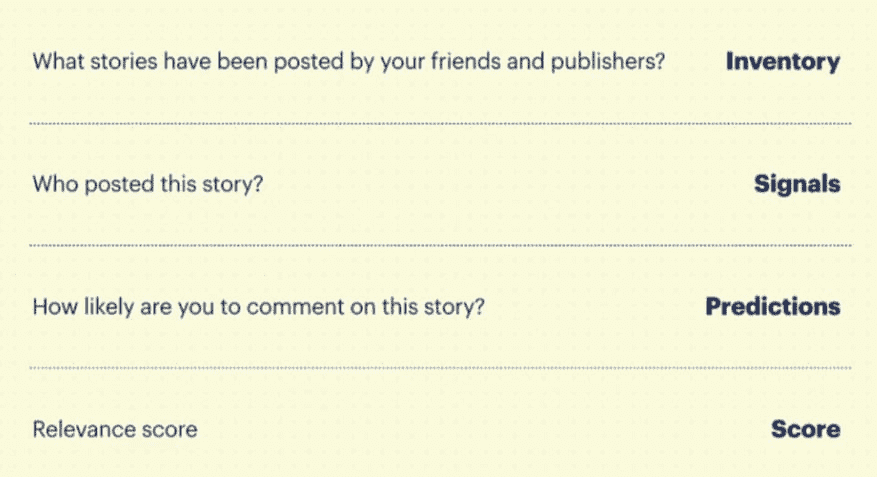 What stories have been posted by your friends and publishers? Inventory
Who posted this story? Signals
How likely are you to comment on this story? Predictions
Relevance score Score